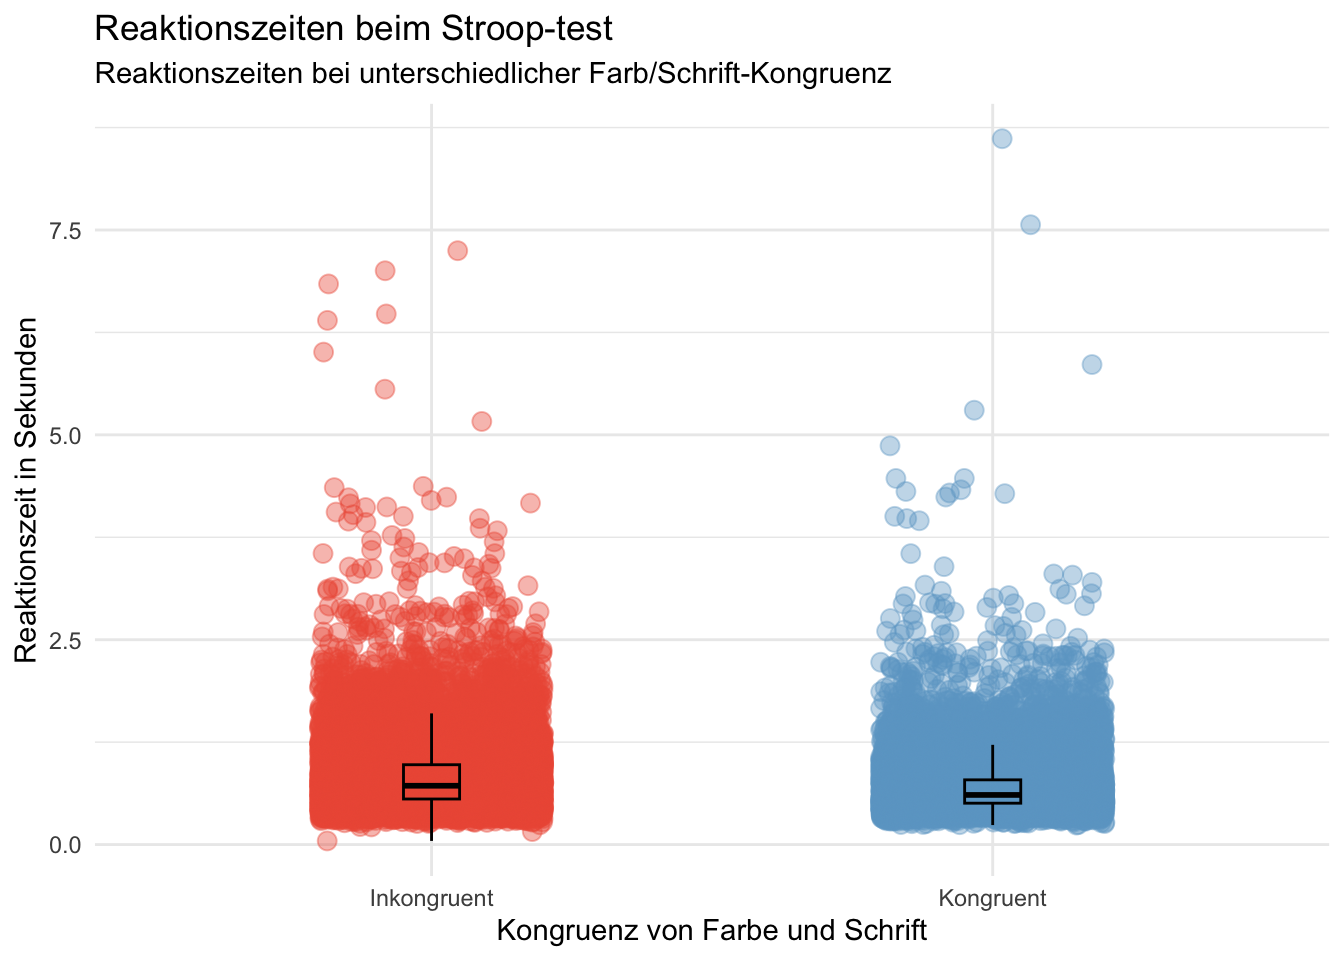 Reaktionszeiten beim Stroop-test
Reaktionszeiten bei unterschiedlicher Farb/Schrift-Kongruenz
Reaktionszeit in Sekunden
7.5
5.0
2.5
0.0
Inkongruent
Kongruent
Kongruenz von Farbe und Schrift